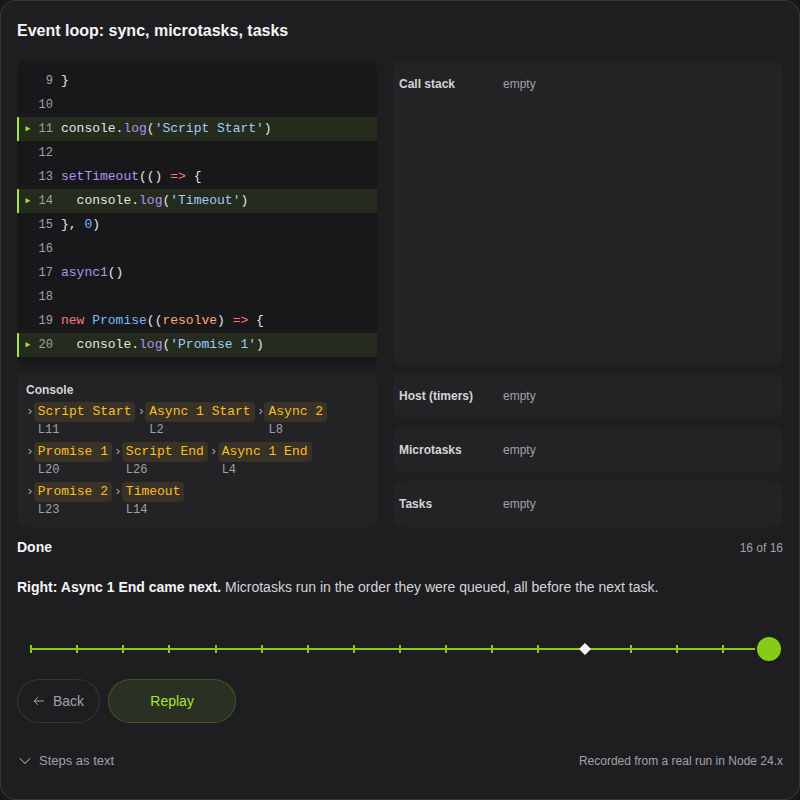 Event loop: sync, microtasks, tasks
9 }
10
▸ 11 console.log('Script Start')
12
13 setTimeout(() => {
▸ 14   console.log('Timeout')
15 }, 0)
16
17 async1()
18
19 new Promise((resolve) => {
▸ 20   console.log('Promise 1')
Call stack empty
Console
› Script Start › Async 1 Start › Async 2
L11 L2 L8
› Promise 1 › Script End › Async 1 End
L20 L26 L4
› Promise 2 › Timeout
L23 L14
Host (timers) empty
Microtasks empty
Tasks empty
Done 16 of 16
Right: Async 1 End came next. Microtasks run in the order they were queued, all before the next task.
← Back Replay
Steps as text Recorded from a real run in Node 24.x